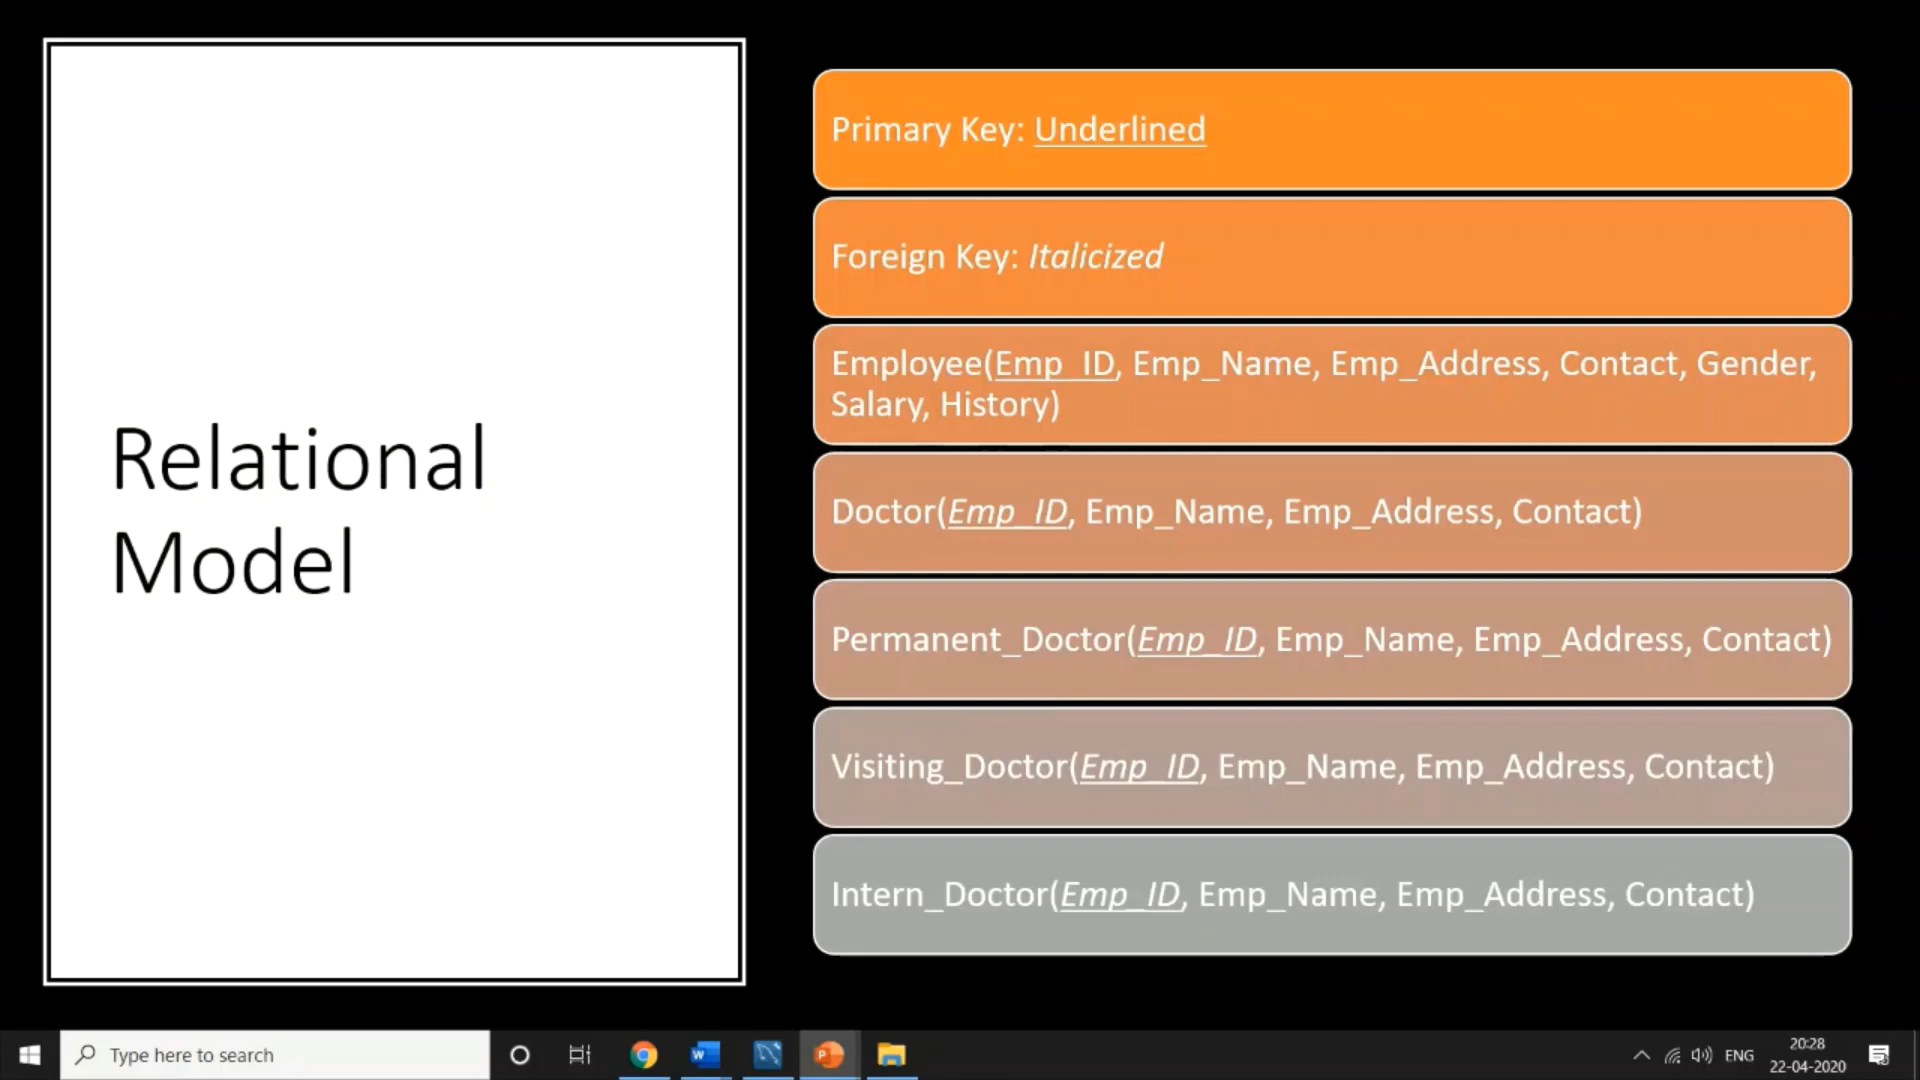 Relational
Model
Primary Key: Underlined
Foreign Key: Italicized
Employee(Emp_ID, Emp_Name, Emp_Address, Contact, Gender,
Salary, History)
Doctor(Emp_ID, Emp_Name, Emp_Address, Contact)
Permanent_Doctor(Emp_ID, Emp_Name, Emp_Address, Contact)
Visiting_Doctor(Emp_ID, Emp_Name, Emp_Address, Contact)
Intern_Doctor(Emp_ID, Emp_Name, Emp_Address, Contact)
Type here to search
ENG
20:28
22-04-2020